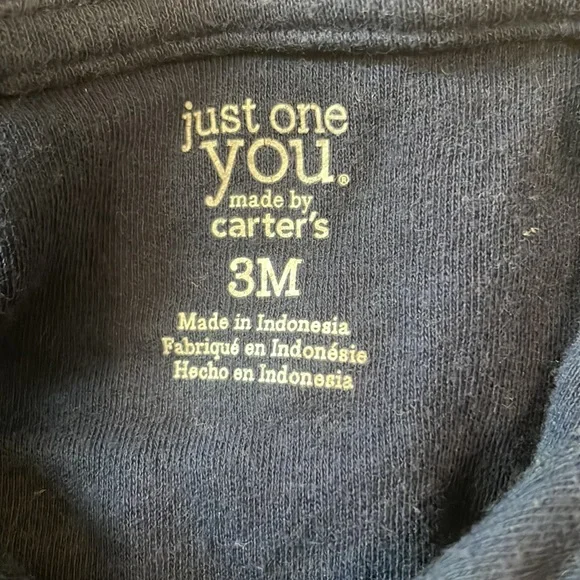 just one
you.®
made by
carter's
3M
Made in Indonesia
Fabriqué en Indonésie
Hecho en Indonesia